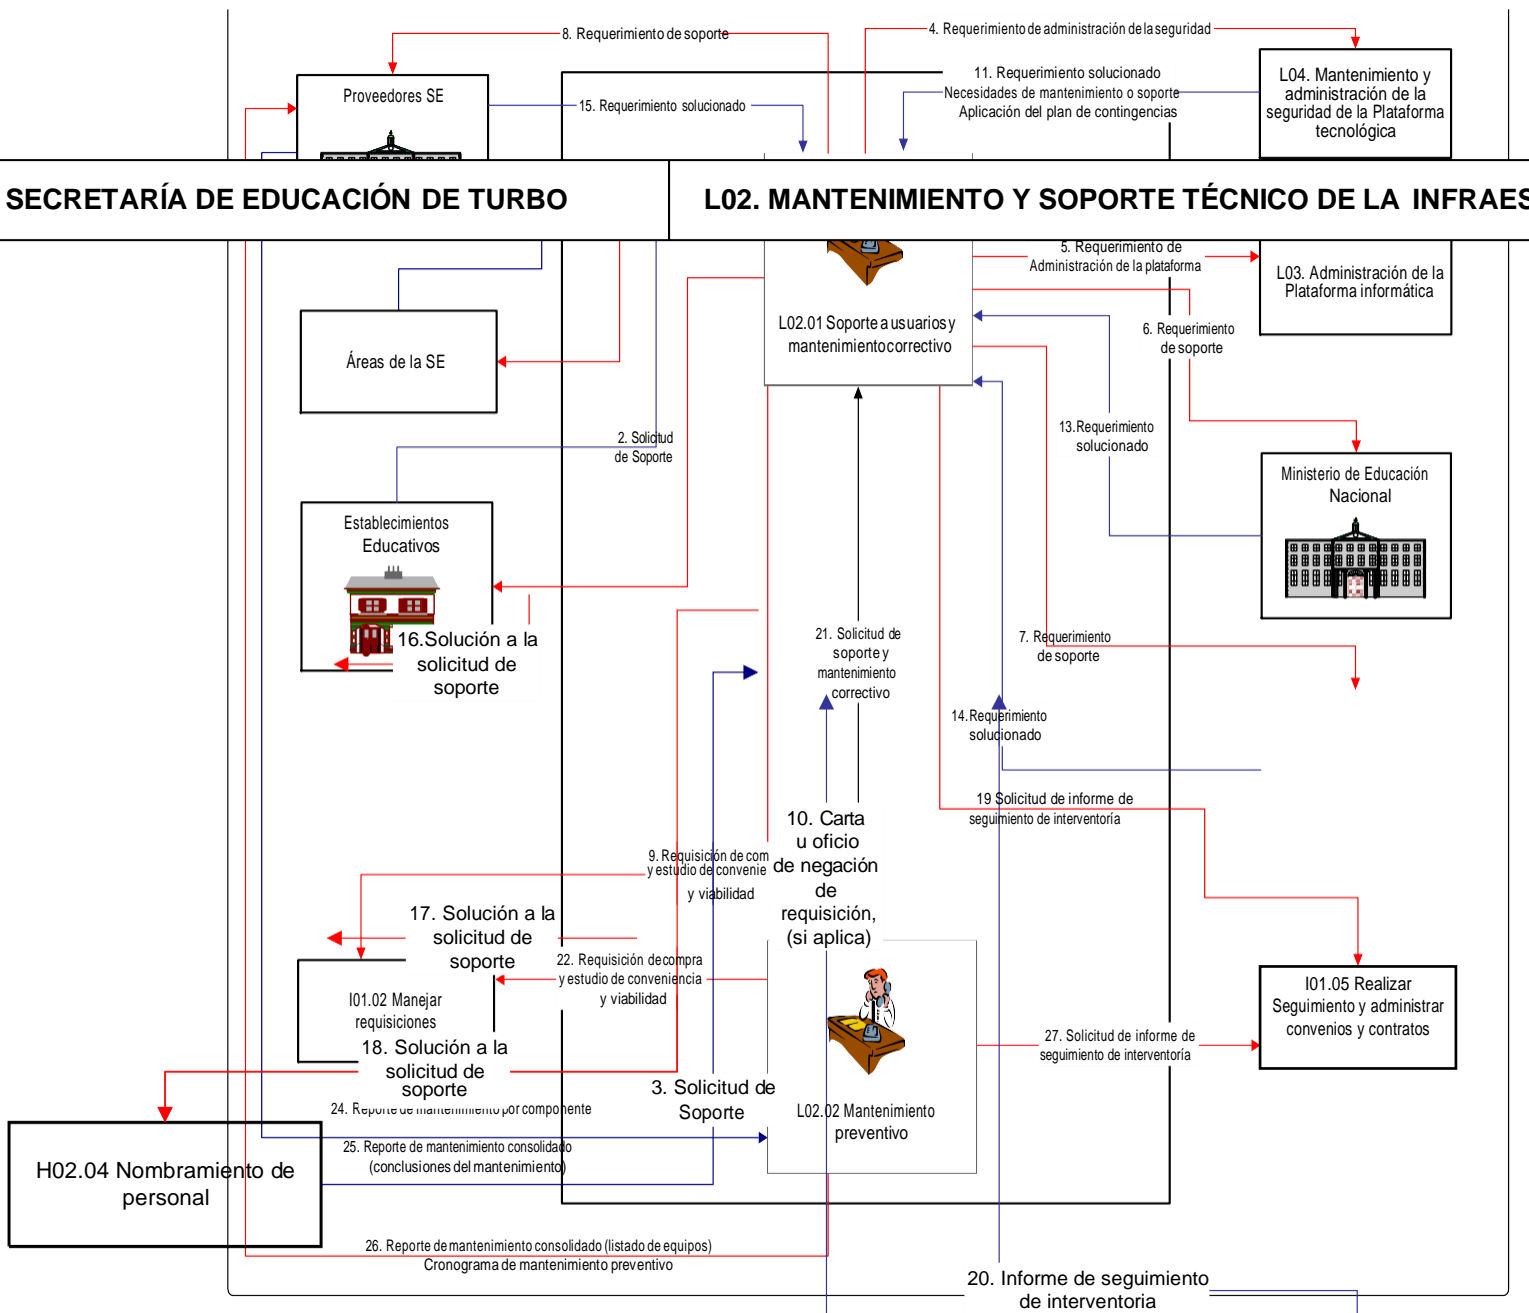 8. Requerimiento de soporte
4. Requerimiento de administración de la seguridad
Proveedores SE
15. Requerimiento solucionado
11. Requerimiento solucionado
Necesidades de mantenimiento o soporte
Aplicación del plan de contingencias
L04. Mantenimiento y
administración de la
seguridad de la Plataforma
tecnológica
SECRETARÍA DE EDUCACIÓN DE TURBO
L02. MANTENIMIENTO Y SOPORTE TÉCNICO DE LA INFRAES
5. Requerimiento de
Administración de la plataforma
L03. Administración de la
Plataforma informática
L02.01 Soporte a usuarios y
mantenimiento correctivo
6. Requerimiento
de soporte
Áreas de la SE
2. Solicitud
de Soporte
13.Requerimiento
solucionado
Ministerio de Educación
Nacional
Establecimientos
Educativos
16.Solución a la
solicitud de
soporte
21. Solicitud de
soporte y
mantenimiento
correctivo
7. Requerimiento
de soporte
14.Requerimiento
solucionado
19 Solicitud de informe de
seguimiento de interventoría
10. Carta
u oficio
de negación
de
requisición,
(si aplica)
9. Requisición de com
y estudio de convenie
y viabilidad
17. Solución a la
solicitud de
soporte
22. Requisición de compra
y estudio de conveniencia
y viabilidad
I01.02 Manejar
requisiciones
I01.05 Realizar
Seguimiento y administrar
convenios y contratos
27. Solicitud de informe de
seguimiento de interventoría
18. Solución a la
solicitud de
soporte
3. Solicitud de
Soporte
24. Reporte de mantenimiento por componente
L02.02 Mantenimiento
preventivo
25. Reporte de mantenimiento consolidado
(conclusiones del mantenimiento)
H02.04 Nombramiento de
personal
26. Reporte de mantenimiento consolidado (listado de equipos)
Cronograma de mantenimiento preventivo
20. Informe de seguimiento
de interventoria